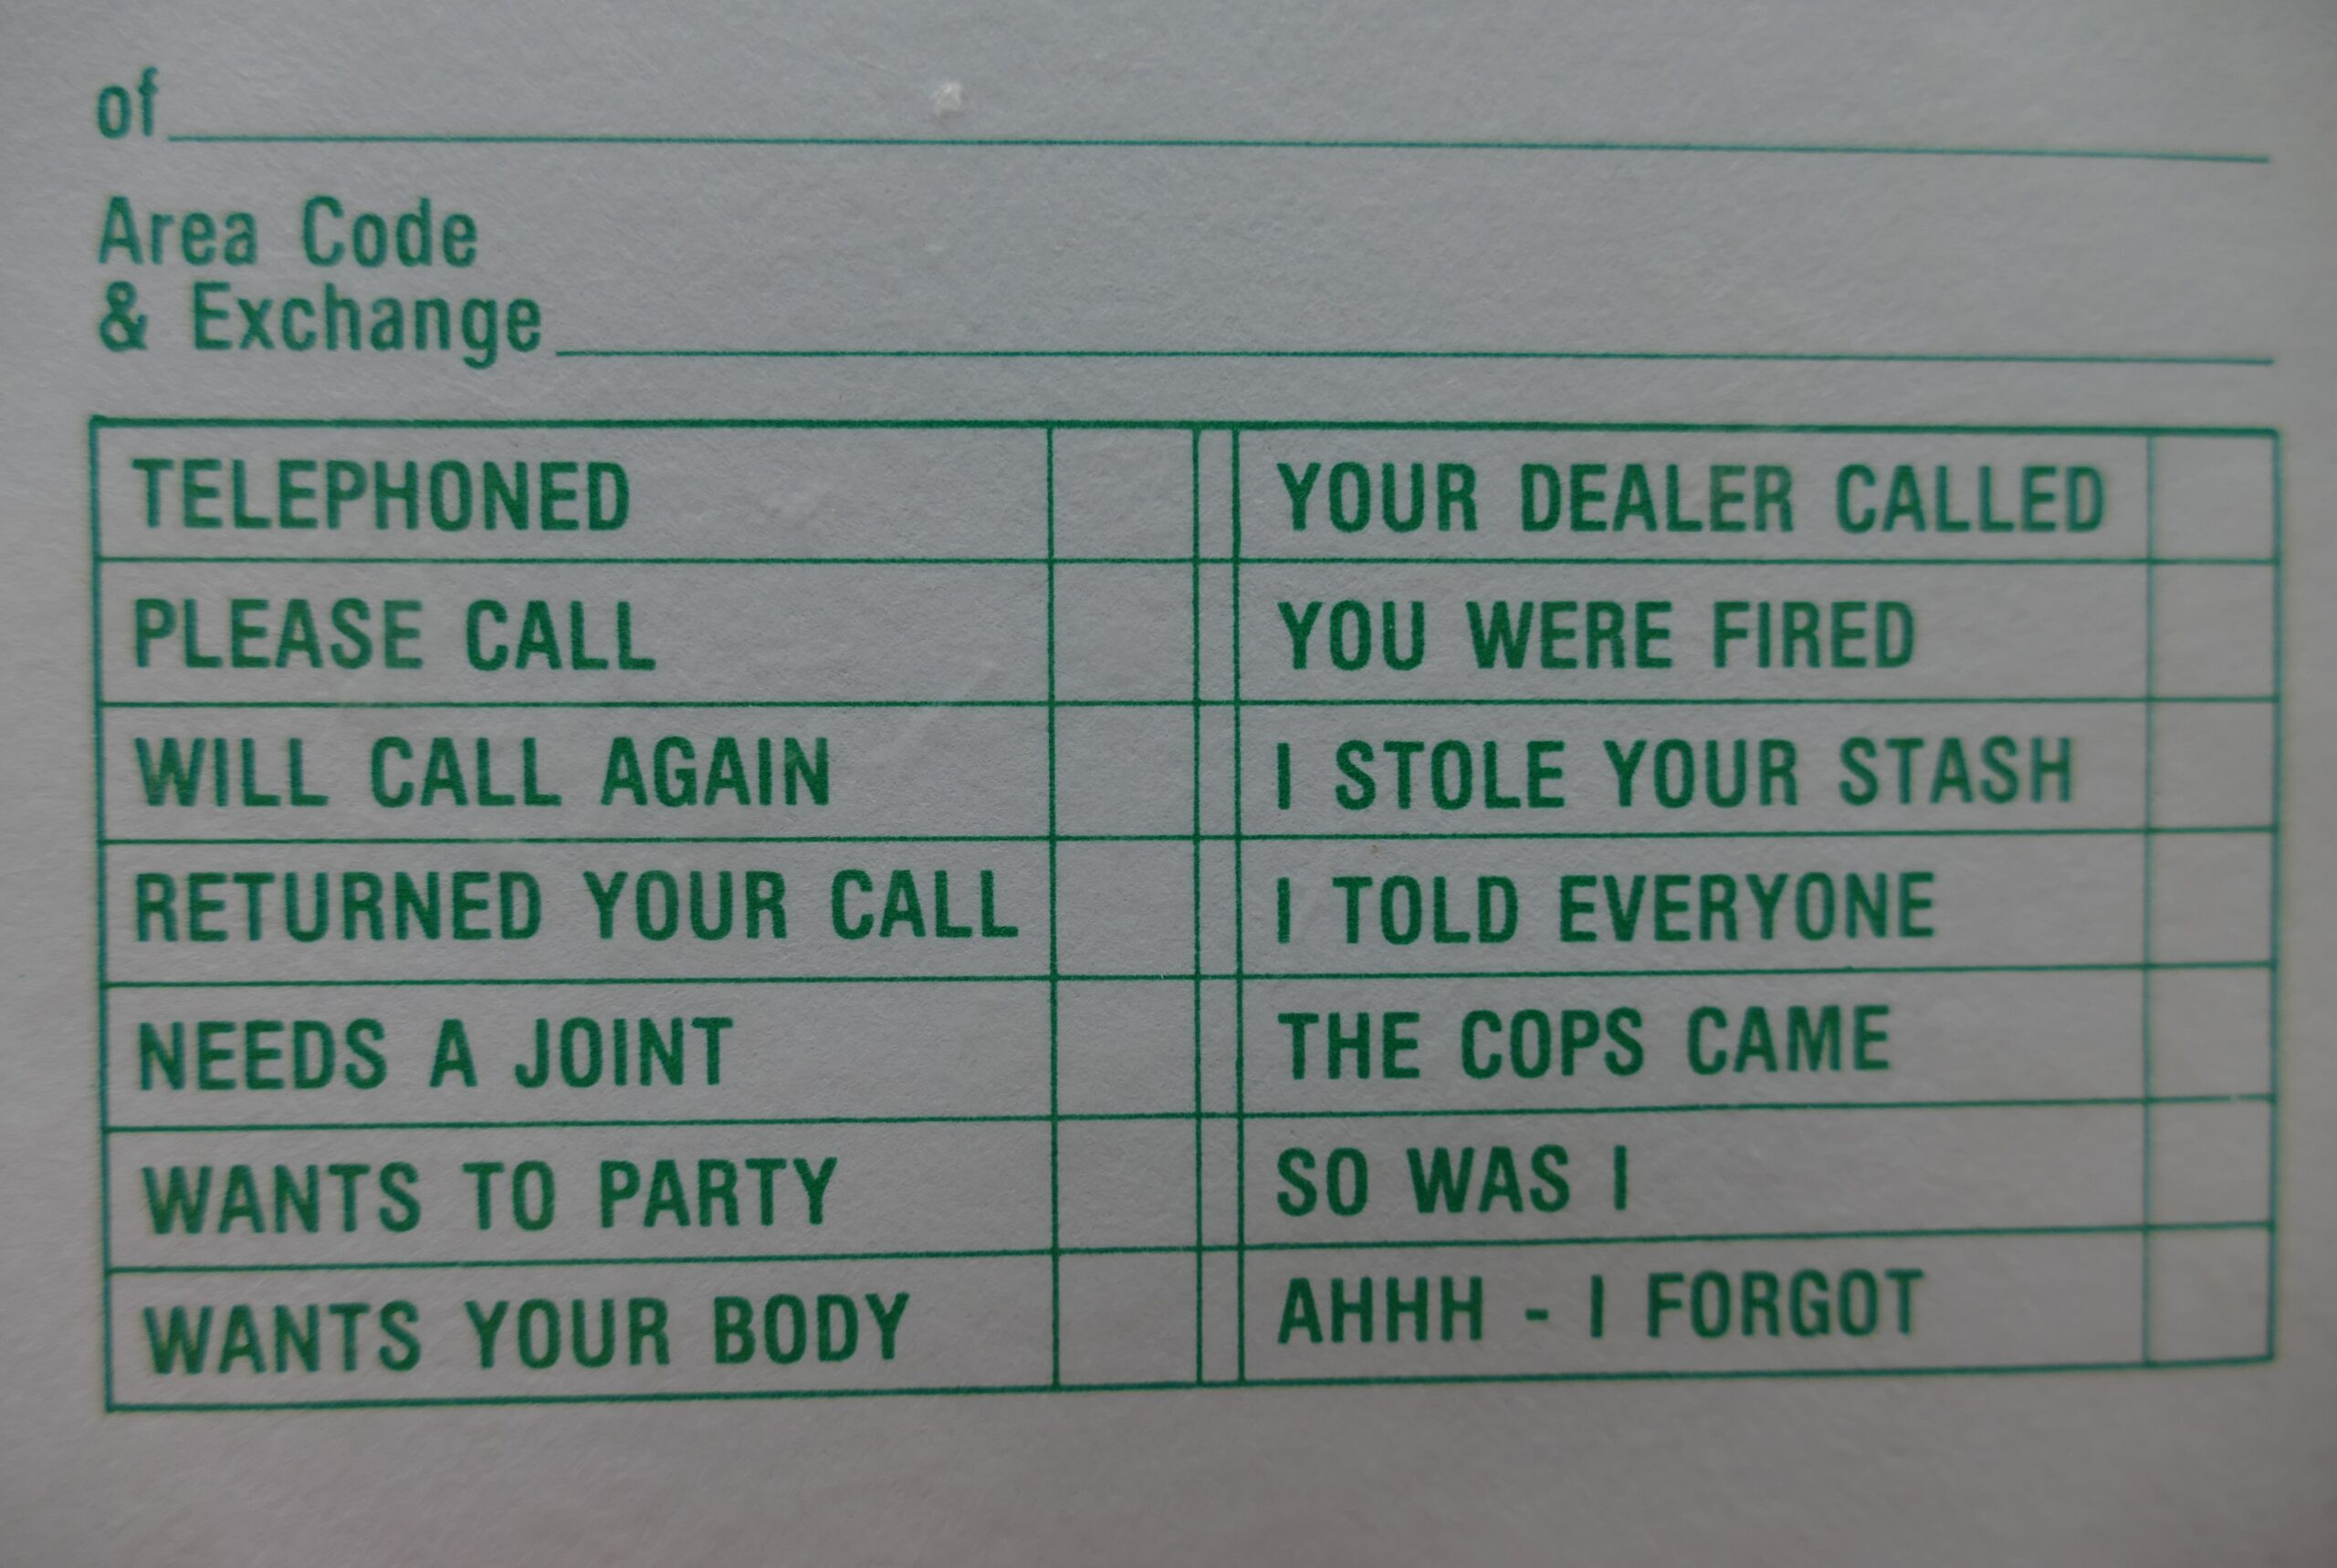 of
Area Code
& Exchange
TELEPHONED
YOUR DEALER CALLED
PLEASE CALL
YOU WERE FIRED
WILL CALL AGAIN
I STOLE YOUR STASH
RETURNED YOUR CALL
I TOLD EVERYONE
NEEDS A JOINT
THE COPS CAME
WANTS TO PARTY
SO WAS I
WANTS YOUR BODY
AHHH - I FORGOT